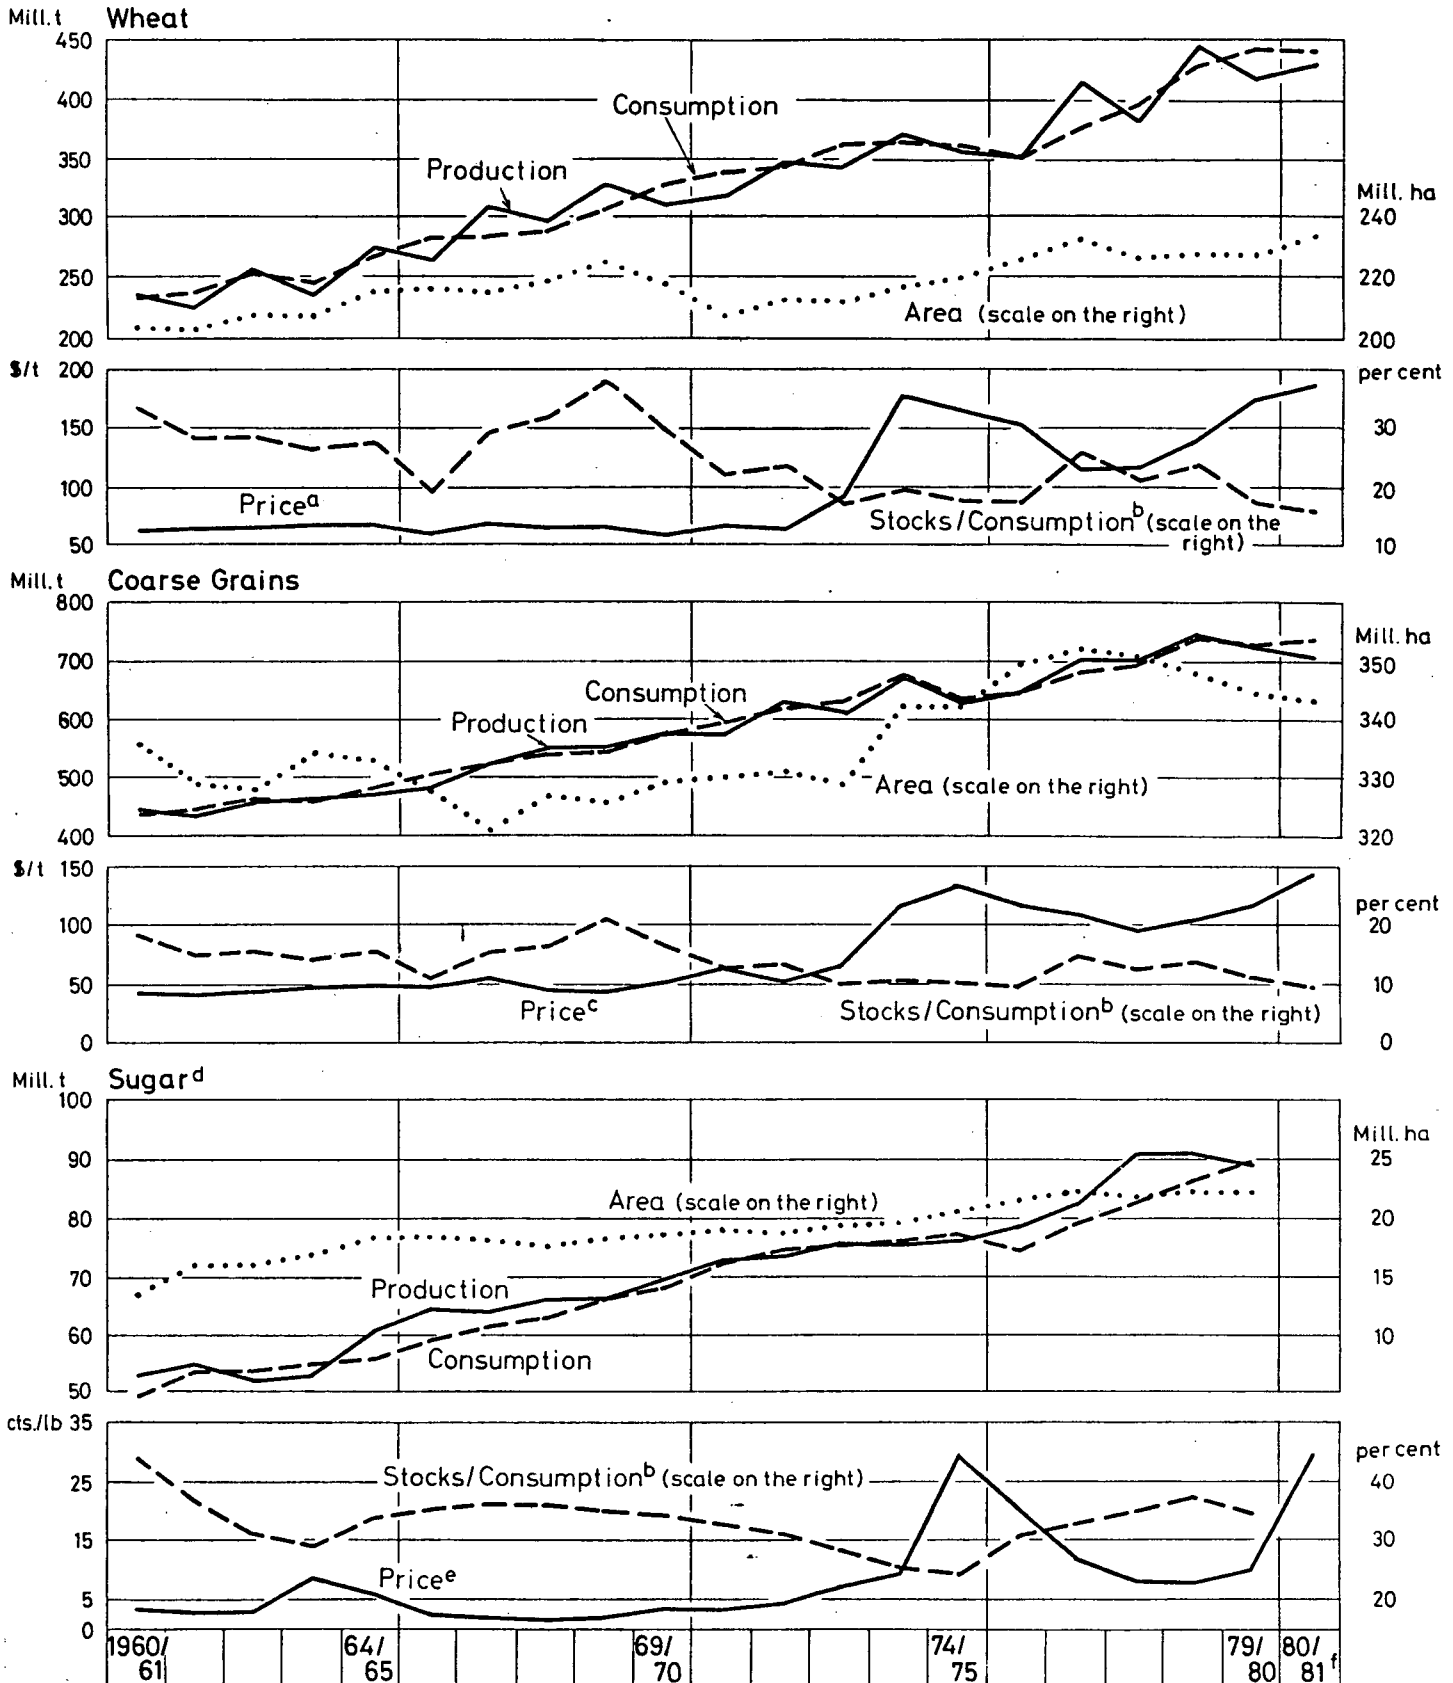 Mill. t Wheat
450
400
350
300
250
200
Consumption
Production
Mill. ha
240
220
200
Area (scale on the right)
$/t 200
150
100
50
per cent
30
20
10
Price a
Stocks/Consumption b (scale on the
right)
Mill. t Coarse Grains
800
700
600
500
400
Mill. ha
350
340
330
320
Consumption
Production
Area (scale on the right)
$/t 150
100
50
0
per cent
20
10
0
Price c
Stocks/Consumption b (scale on the right)
Mill. t Sugar d
100
90
80
70
60
50
Mill. ha
25
20
15
10
Area (scale on the right)
Production
Consumption
cts./lb 35
25
15
5
0
per cent
40
30
20
Stocks/Consumption b (scale on the right)
Price e
1960/ 64/ 69/ 74/ 79/ 80/
61 65 70 75 80 81 f